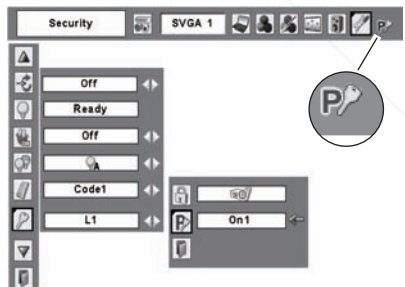 Security
SVGA 1
P
P
Off
Ready
Off
A
Code1
L1
P
On1